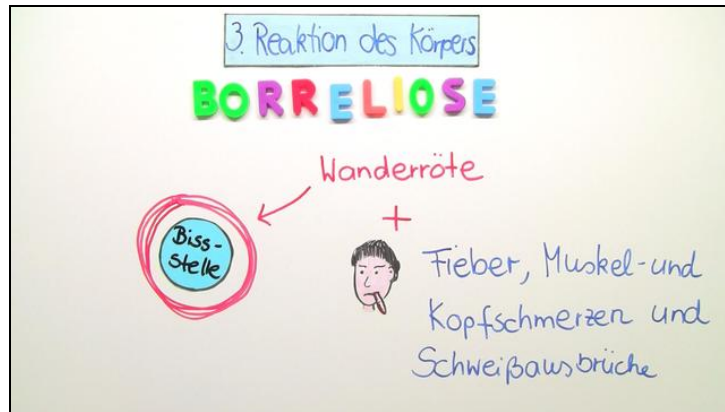 3. Reaktion des Körpers
BORRELIOSE
Wanderröte
+
Biss-
stelle
Fieber, Muskel-und
Kopfschmerzen und
Schweißausbrüche